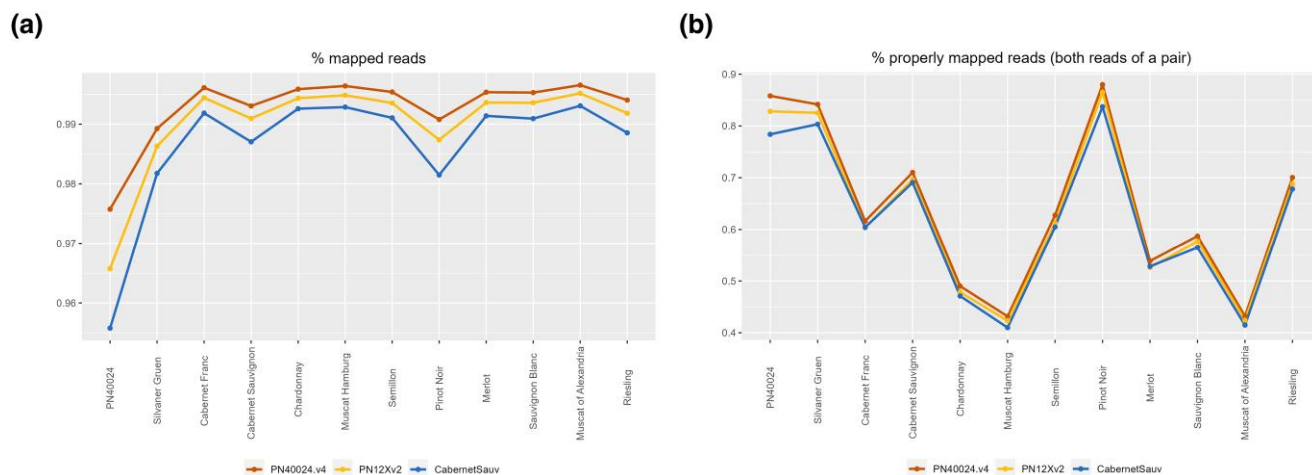 (a)
% mapped reads
0.99
0.98
0.97
0.96
PN40024
Silvaner Gruen
Cabernet Franc
Cabernet Sauvignon
Chardonnay
Muscat Hamburg
Semillon
Pinot Noir
Merlot
Sauvignon Blanc
Muscat of Alexandria
Riesling
PN40024.v4 PN12Xv2 CabernetSauv
(b)
% properly mapped reads (both reads of a pair)
0.9
0.8
0.7
0.6
0.5
0.4
PN40024
Silvaner Gruen
Cabernet Franc
Cabernet Sauvignon
Chardonnay
Muscat Hamburg
Semillon
Pinot Noir
Merlot
Sauvignon Blanc
Muscat of Alexandria
Riesling
PN40024.v4 PN12Xv2 CabernetSauv